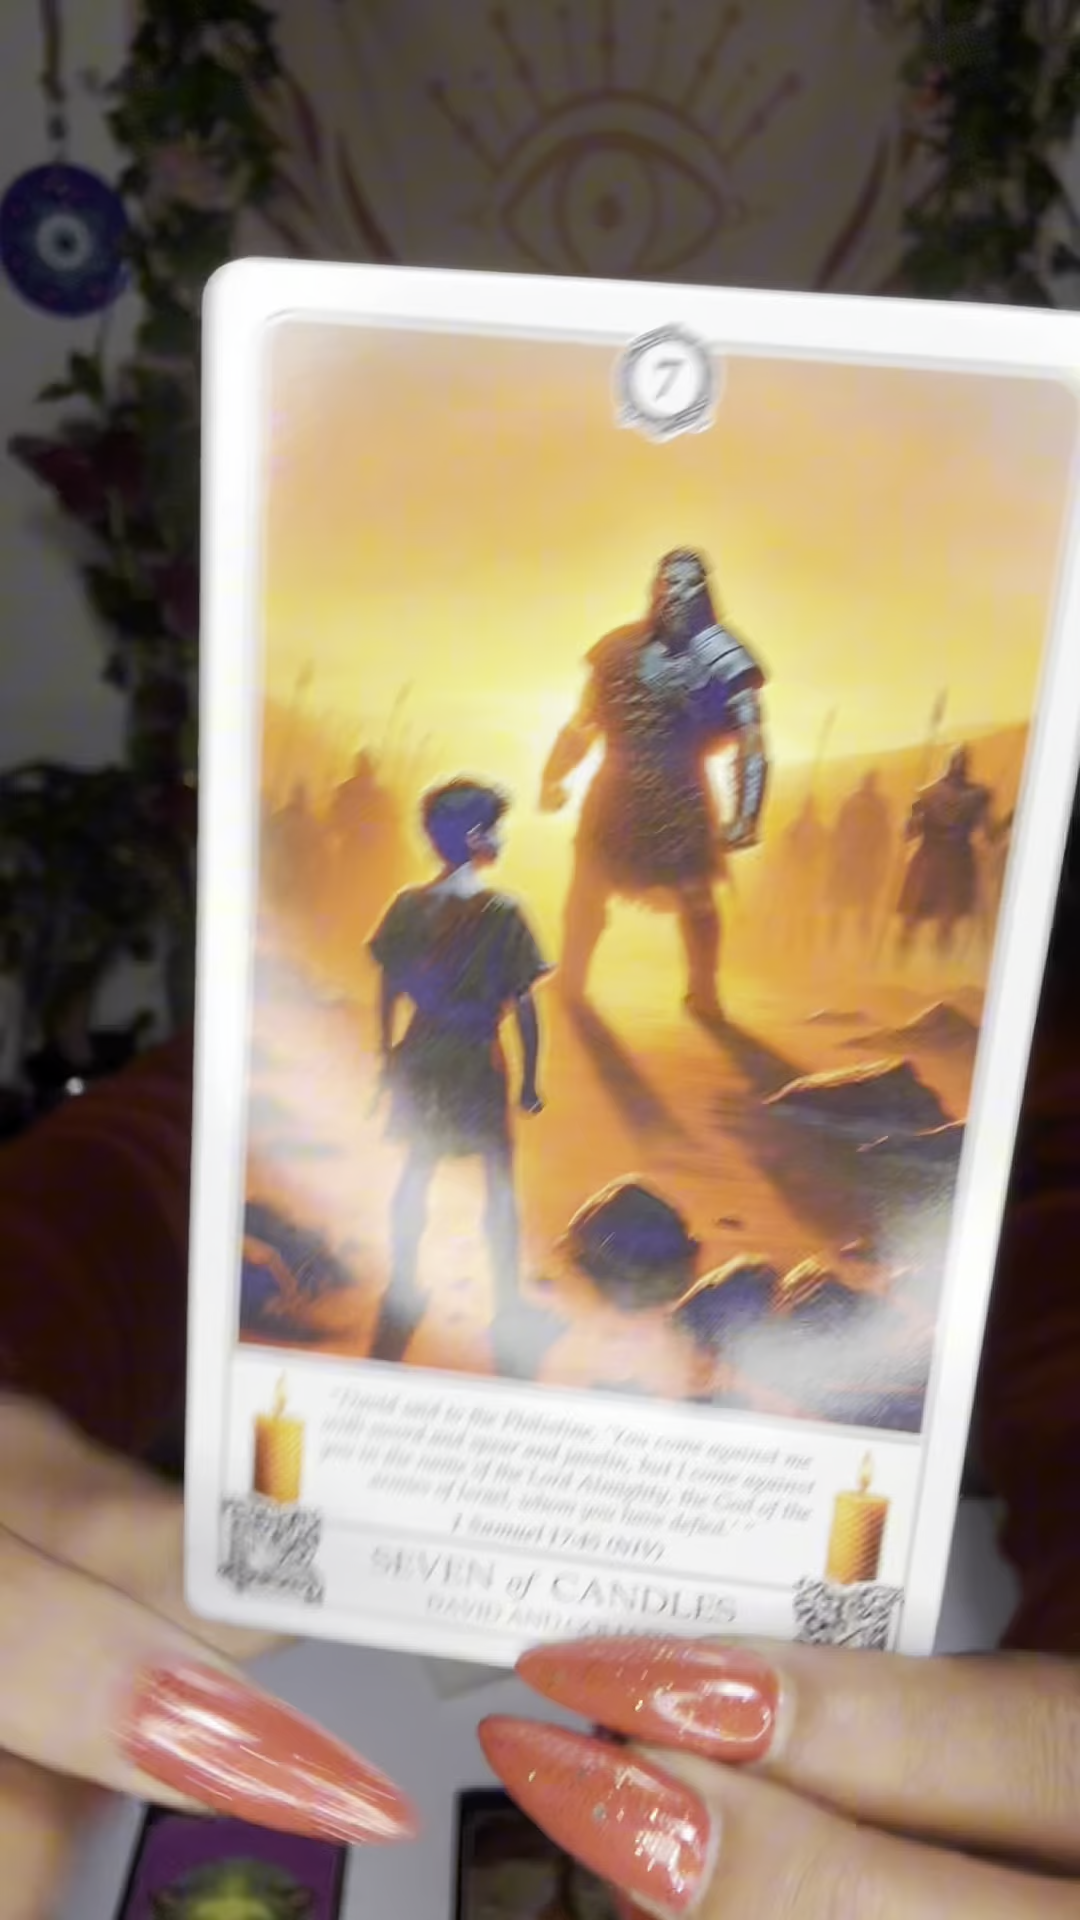 7
"David said to the Philistine, 'You come against me
with sword and spear and javelin, but I come against
you in the name of the Lord Almighty, the God of the
armies of Israel, whom you have defied.' "
1 Samuel 17:45 (NIV)
SEVEN of CANDLES
DAVID AND